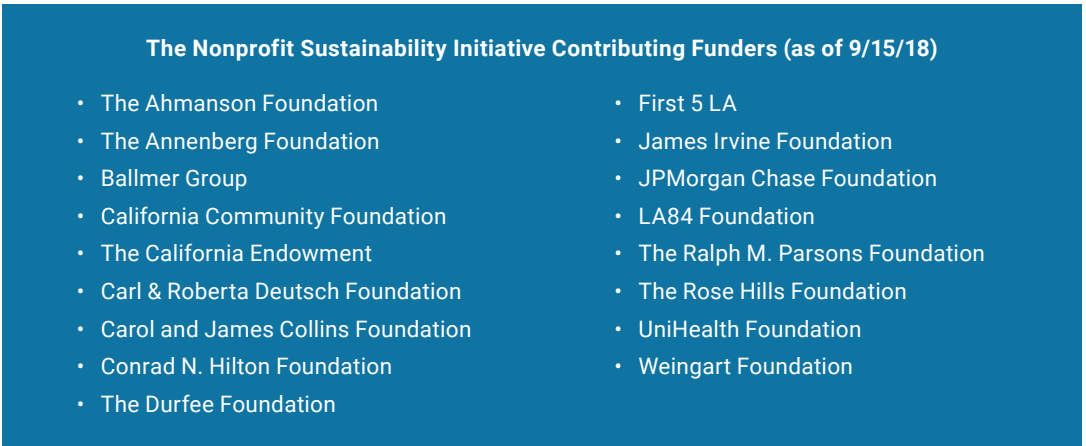 The Nonprofit Sustainability Initiative Contributing Funders (as of 9/15/18)
• The Ahmanson Foundation
• The Annenberg Foundation
• Ballmer Group
• California Community Foundation
• The California Endowment
• Carl & Roberta Deutsch Foundation
• Carol and James Collins Foundation
• Conrad N. Hilton Foundation
• The Durfee Foundation
• First 5 LA
• James Irvine Foundation
• JPMorgan Chase Foundation
• LA84 Foundation
• The Ralph M. Parsons Foundation
• The Rose Hills Foundation
• UniHealth Foundation
• Weingart Foundation